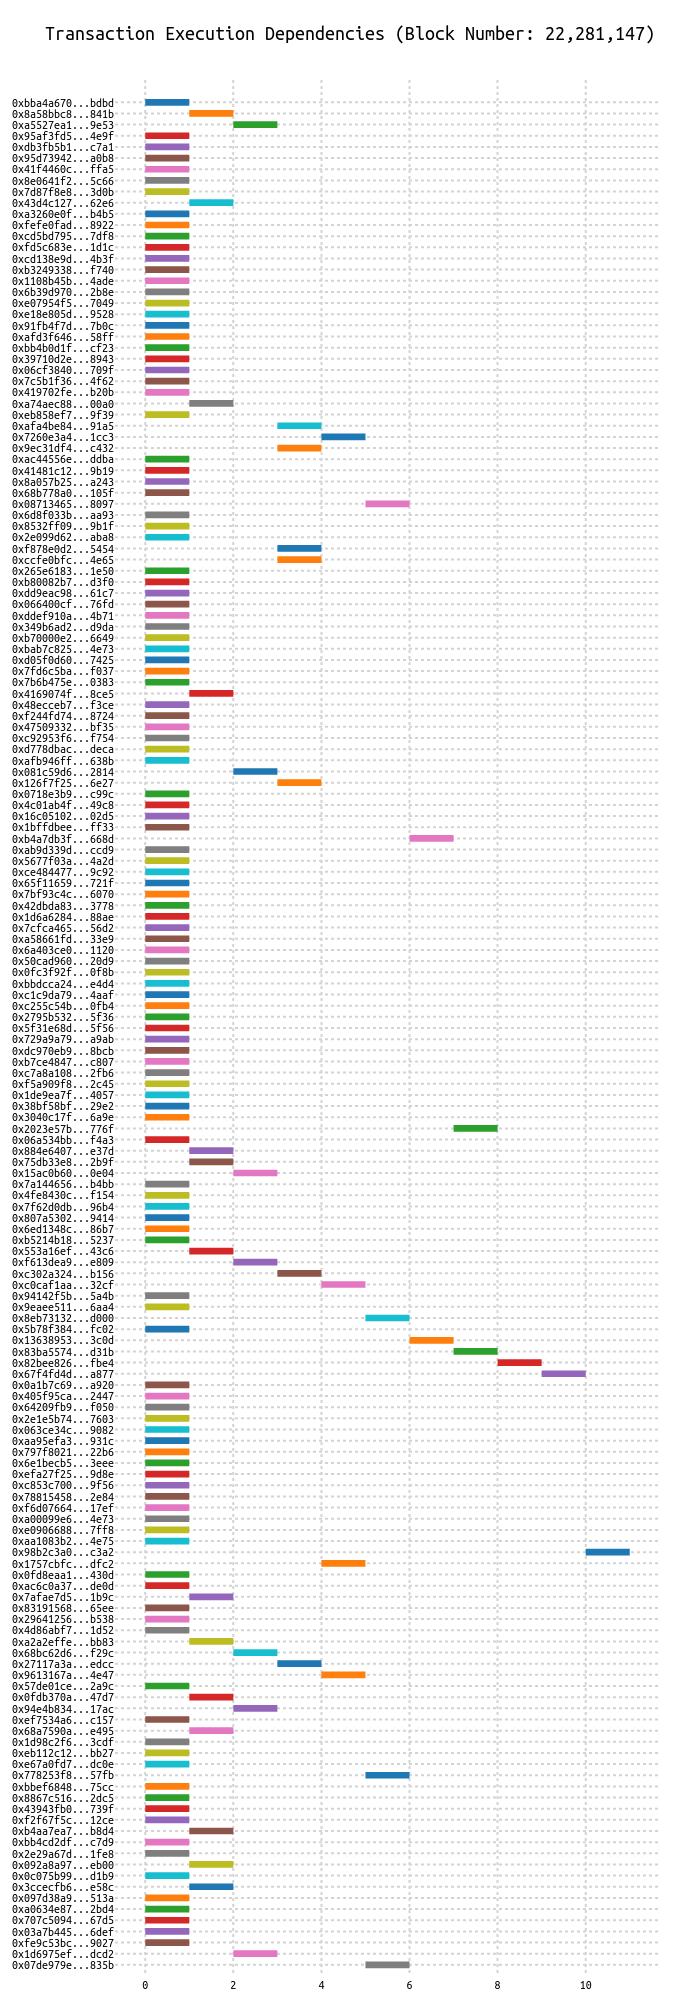 Transaction Execution Dependencies (Block Number: 22,281,147)
0xbba4a670...bdbd
0x8a58bbc8...841b
0xa5527ea1...9e53
0x95af3fd5...4e9f
0xdb3fb5b1...c7a1
0x95d73942...a0b8
0x41f4460c...ffa5
0x8e0641f2...5c66
0x7d87f8e8...3d0b
0x43d4c127...62e6
0xa3260e0f...b4b5
0xfefe0fad...8922
0xcd5bd795...7df8
0xfd5c683e...1d1c
0xcd138e9d...4b3f
0xb3249338...f740
0x1108b45b...4ade
0x6b39d970...2b8e
0xe07954f5...7049
0xe18e805d...9528
0x91fb4f7d...7b0c
0xafd3f646...58ff
0xbb4b0d1f...cf23
0x39710d2e...8943
0x06cf3840...709f
0x7c5b1f36...4f62
0x419702fe...b20b
0xa74aec88...00a0
0xeb858ef7...9f39
0xafa4be84...91a5
0x7260e3a4...1cc3
0x9ec31df4...c432
0xac44556e...ddba
0x41481c12...9b19
0x8a057b25...a243
0x68b778a0...105f
0x08713465...8097
0x6d8f033b...aa93
0x8532ff09...9b1f
0x2e099d62...aba8
0xf878e0d2...5454
0xccfe0bfc...4e65
0x265e6183...1e50
0xb80082b7...d3f0
0xdd9eac98...61c7
0x066400cf...76fd
0xddef910a...4b71
0x349b6ad2...d9da
0xb70000e2...6649
0xbab7c825...4e73
0xd05f0d60...7425
0x7fd6c5ba...f037
0x7b6b475e...0383
0x4169074f...8ce5
0x48ecceb7...f3ce
0xf244fd74...8724
0x47509332...bf35
0xc92953f6...f754
0xd778dbac...deca
0xafb946ff...638b
0x081c59d6...2814
0x126f7f25...6e27
0x0718e3b9...c99c
0x4c01ab4f...49c8
0x16c05102...02d5
0x1bffdbee...ff33
0xb4a7db3f...668d
0xab9d339d...ccd9
0x5677f03a...4a2d
0xce484477...9c92
0x65f11659...721f
0x7bf93c4c...6070
0x42dbda83...3778
0x1d6a6284...88ae
0x7cfca465...56d2
0xa58661fd...33e9
0x6a403ce0...1120
0x50cad960...20d9
0x0fc3f92f...0f8b
0xbbdcca24...e4d4
0xc1c9da79...4aaf
0xc255c54b...0fb4
0x2795b532...5f36
0x5f31e68d...5f56
0x729a9a79...a9ab
0xdc970eb9...8bcb
0xb7ce4847...c807
0xc7a8a108...2fb6
0xf5a909f8...2c45
0x1de9ea7f...4057
0x38bf58bf...29e2
0x3040c17f...6a9e
0x2023e57b...776f
0x06a534bb...f4a3
0x884e6407...e37d
0x75db33e8...2b9f
0x15ac0b60...0e04
0x7a144656...b4bb
0x4fe8430c...f154
0x7f62d0db...96b4
0x807a5302...9414
0x6ed1348c...86b7
0xb5214b18...5237
0x553a16ef...43c6
0xf613dea9...e809
0xc302a324...b156
0xc0caf1aa...32cf
0x94142f5b...5a4b
0x9eaee511...6aa4
0x8eb73132...d000
0x5b78f384...fc02
0x13638953...3c0d
0x83ba5574...d31b
0x82bee826...fbe4
0x67f4fd4d...a877
0x0a1b7c69...a920
0x405f95ca...2447
0x64209fb9...f050
0x2e1e5b74...7603
0x063ce34c...9082
0xaa95efa3...931c
0x797f8021...22b6
0x6e1becb5...3eee
0xefa27f25...9d8e
0xc853c700...9f56
0x78815458...2e84
0xf6d07664...17ef
0xa00099e6...4e73
0xe0906688...7ff8
0xaa1083b2...4e75
0x98b2c3a0...c3a2
0x1757cbfc...dfc2
0x0fd8eaa1...430d
0xac6c0a37...de0d
0x7afae7d5...1b9c
0x83191568...65ee
0x29641256...b538
0x4d86abf7...1d52
0xa2a2effe...bb83
0x68bc62d6...f29c
0x27117a3a...edcc
0x9613167a...4e47
0x57de01ce...2a9c
0x0fdb370a...47d7
0x94e4b834...17ac
0xef7534a6...c157
0x68a7590a...e495
0x1d98c2f6...3cdf
0xeb112c12...bb27
0xe67a0fd7...dc0e
0x778253f8...57fb
0xbbef6848...75cc
0x8867c516...2dc5
0x43943fb0...739f
0xf2f67f5c...12ce
0xb4aa7ea7...b8d4
0xbb4cd2df...c7d9
0x2e29a67d...1fe8
0x092a8a97...eb00
0x0c075b99...d1b9
0x3ccecfb6...e58c
0x097d38a9...513a
0xa0634e87...2bd4
0x707c5094...67d5
0x03a7b445...6def
0xfe9c53bc...9027
0x1d6975ef...dcd2
0x07de979e...835b
0 2 4 6 8 10